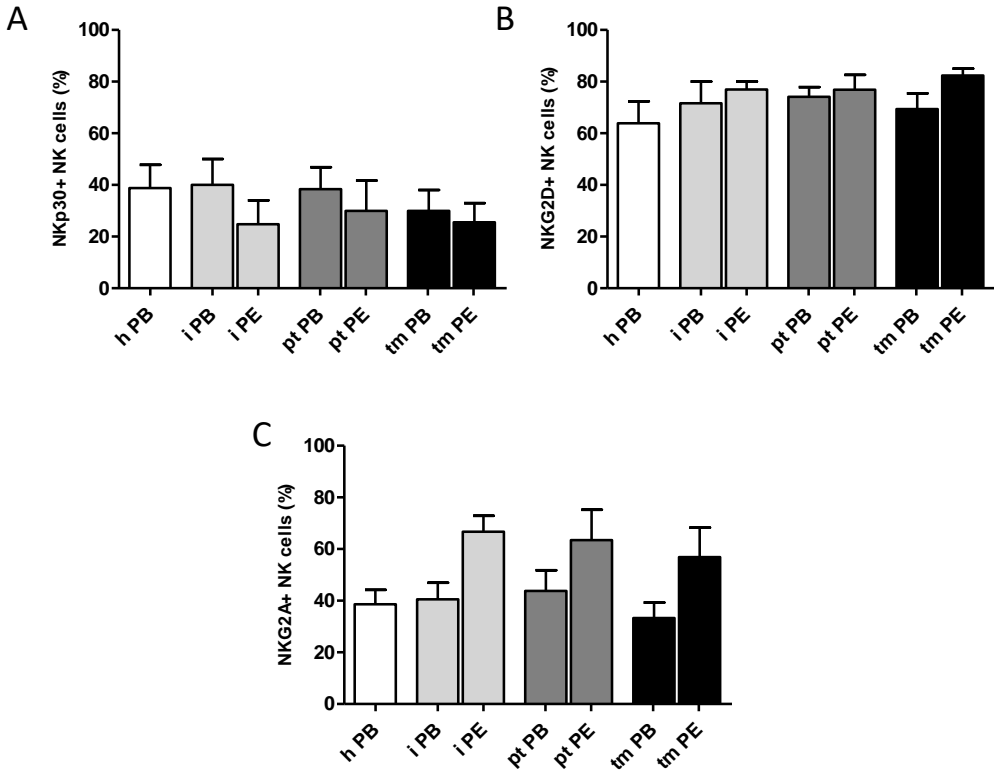 A
NKp30+ NK cells (%)
100
80
60
40
20
0
h PB
i PB
i PE
pt PB
pt PE
tm PB
tm PE
B
NKG2D+ NK cells (%)
100
80
60
40
20
0
h PB
i PB
i PE
pt PB
pt PE
tm PB
tm PE
C
NKG2A+ NK cells (%)
100
80
60
40
20
0
h PB
i PB
i PE
pt PB
pt PE
tm PB
tm PE